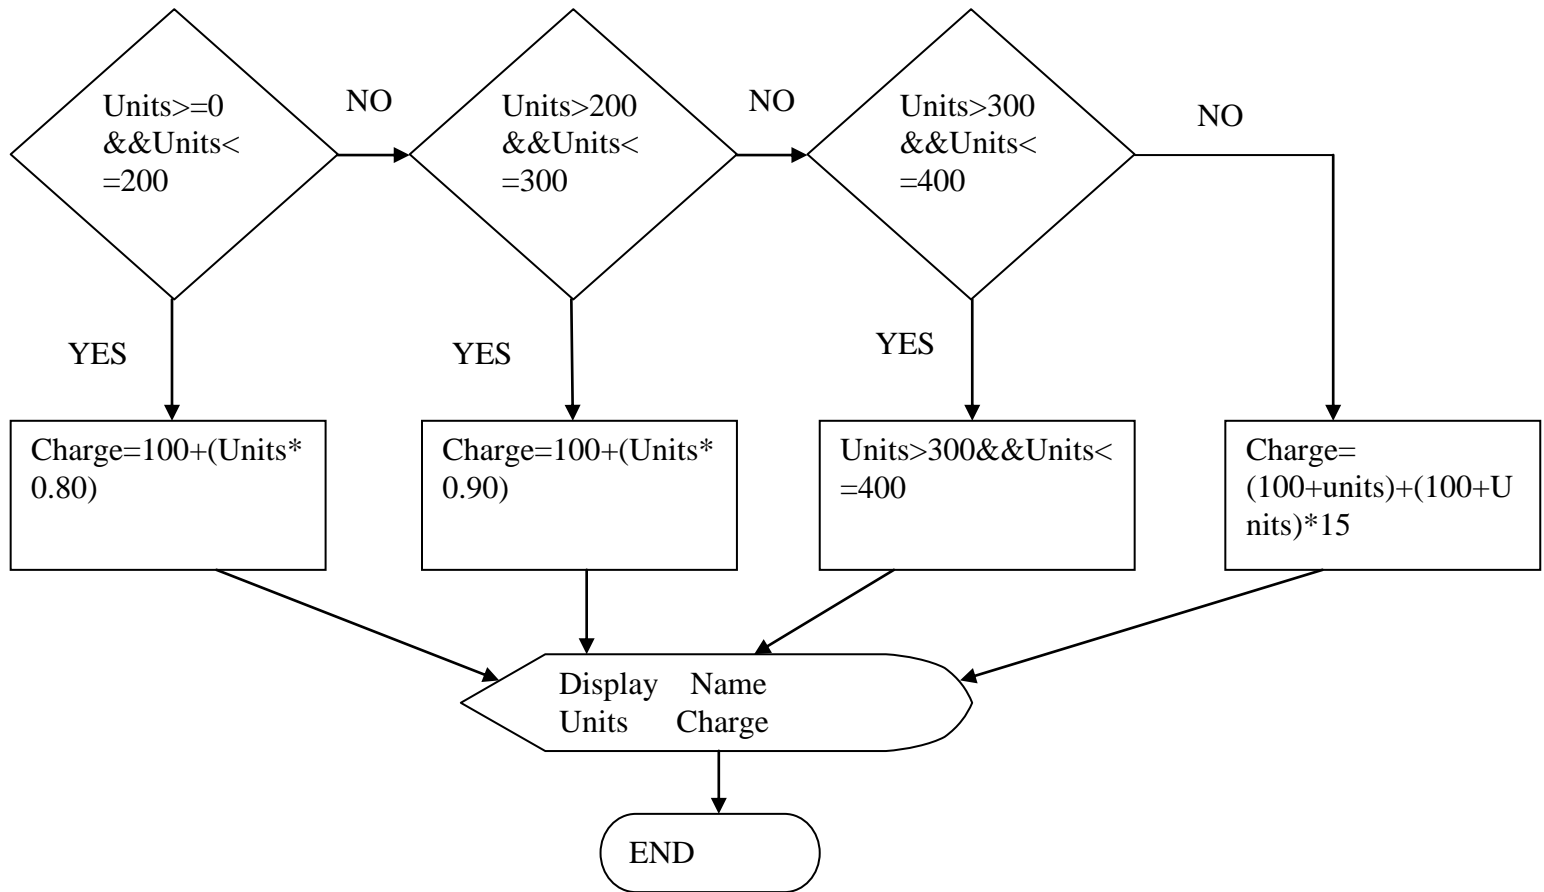 Units>=0
&&Units<
=200
NO
Units>200
&&Units<
=300
NO
Units>300
&&Units<
=400
NO
YES
YES
YES
Charge=100+(Units*
0.80)
Charge=100+(Units*
0.90)
Units>300&&Units<
=400
Charge=
(100+units)+(100+U
nits)*15
Display Name
Units Charge
END